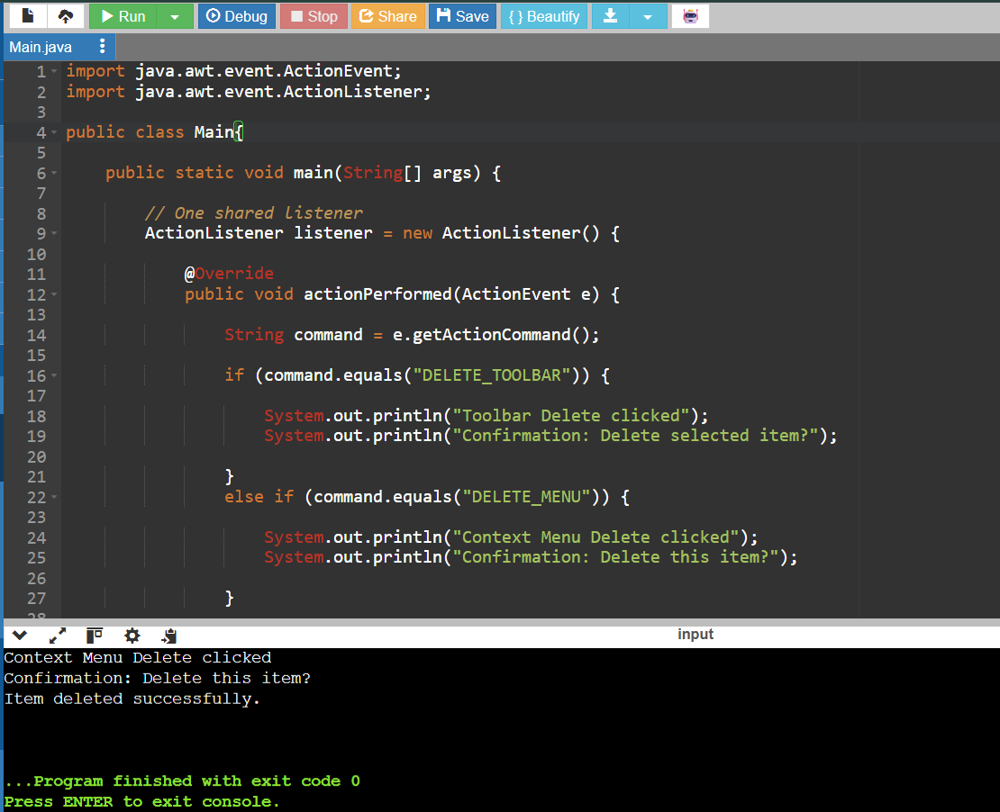 Run Debug Stop Share Save { } Beautify
Main.java
1 import java.awt.event.ActionEvent;
2 import java.awt.event.ActionListener;
3
4 public class Main{
5
6 public static void main(String[] args) {
7
8 // One shared listener
9 ActionListener listener = new ActionListener() {
10
11 @Override
12 public void actionPerformed(ActionEvent e) {
13
14 String command = e.getActionCommand();
15
16 if (command.equals("DELETE_TOOLBAR")) {
17
18 System.out.println("Toolbar Delete clicked");
19 System.out.println("Confirmation: Delete selected item?");
20
21 }
22 else if (command.equals("DELETE_MENU")) {
23
24 System.out.println("Context Menu Delete clicked");
25 System.out.println("Confirmation: Delete this item?");
26
27 }
28
input
Context Menu Delete clicked
Confirmation: Delete this item?
Item deleted successfully.
...Program finished with exit code 0
Press ENTER to exit console.